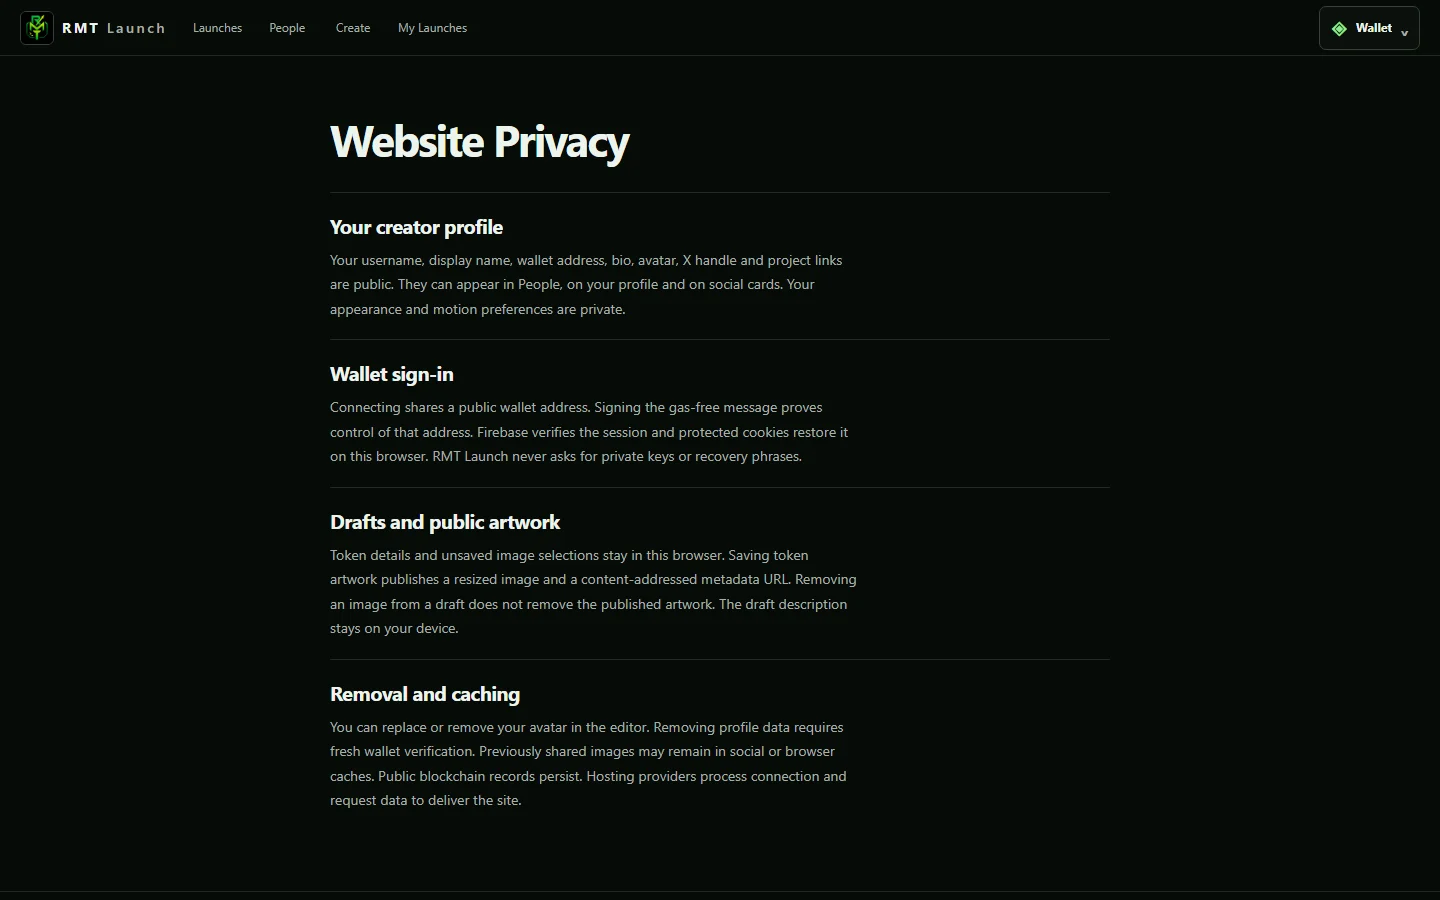 RMT Launch
Launches
People
Create
My Launches
Wallet
Website Privacy
Your creator profile
Your username, display name, wallet address, bio, avatar, X handle and project links
are public. They can appear in People, on your profile and on social cards. Your
appearance and motion preferences are private.
Wallet sign-in
Connecting shares a public wallet address. Signing the gas-free message proves
control of that address. Firebase verifies the session and protected cookies restore it
on this browser. RMT Launch never asks for private keys or recovery phrases.
Drafts and public artwork
Token details and unsaved image selections stay in this browser. Saving token
artwork publishes a resized image and a content-addressed metadata URL. Removing
an image from a draft does not remove the published artwork. The draft description
stays on your device.
Removal and caching
You can replace or remove your avatar in the editor. Removing profile data requires
fresh wallet verification. Previously shared images may remain in social or browser
caches. Public blockchain records persist. Hosting providers process connection and
request data to deliver the site.